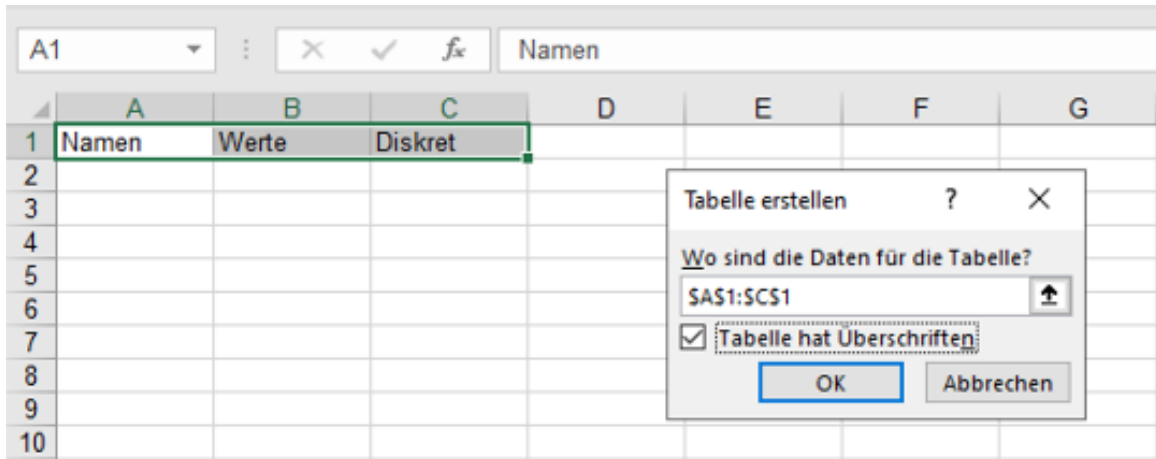 A1 fx Namen
A B C D E F G
1 Namen Werte Diskret
2
3
4
5
6
7
8
9
10
Tabelle erstellen ?
Wo sind die Daten für die Tabelle?
$A$1:$C$1
Tabelle hat Überschriften
OK Abbrechen